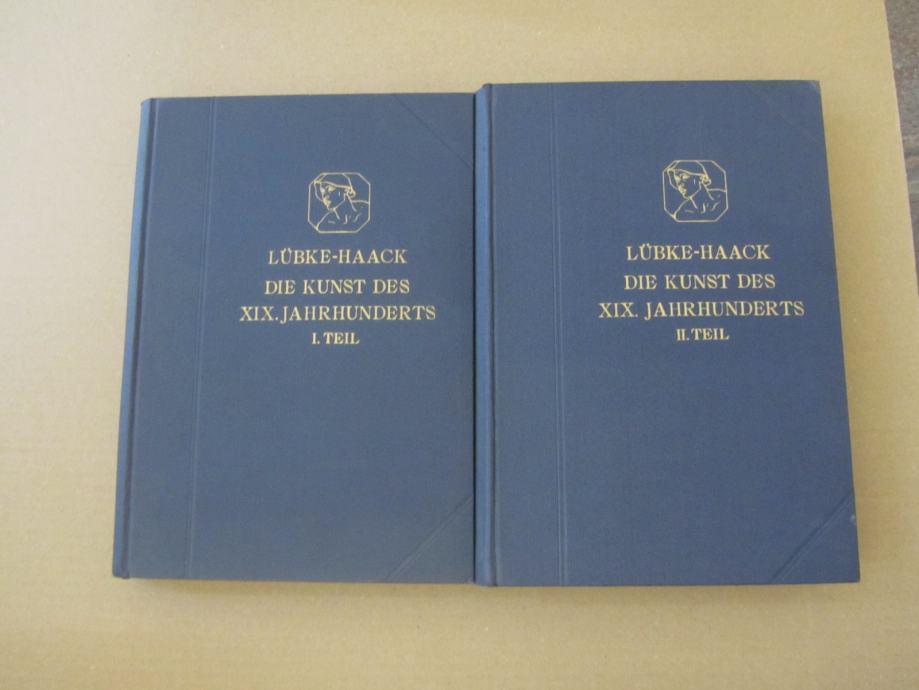 LÜBKE-HAACK
DIE KUNST DES
XIX. JAHRHUNDERTS
I. TEIL
LÜBKE-HAACK
DIE KUNST DES
XIX. JAHRHUNDERTS
II. TEIL